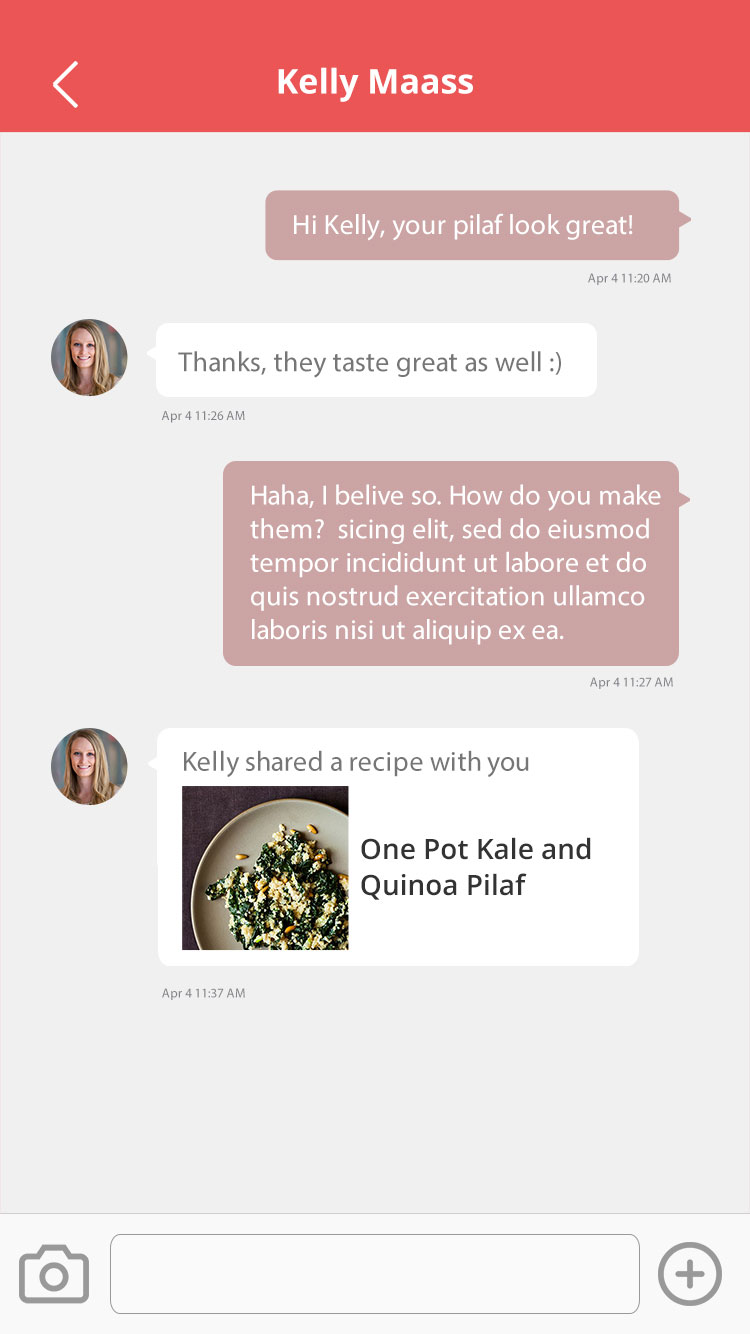 Kelly Maass
Hi Kelly, your pilaf look great!
Apr 4 11:20 AM
Thanks, they taste great as well :)
Apr 4 11:26 AM
Haha, I belive so. How do you make
them?  sicing elit, sed do eiusmod
tempor incididunt ut labore et do
quis nostrud exercitation ullamco
laboris nisi ut aliquip ex ea.
Apr 4 11:27 AM
Kelly shared a recipe with you
One Pot Kale and
Quinoa Pilaf
Apr 4 11:37 AM